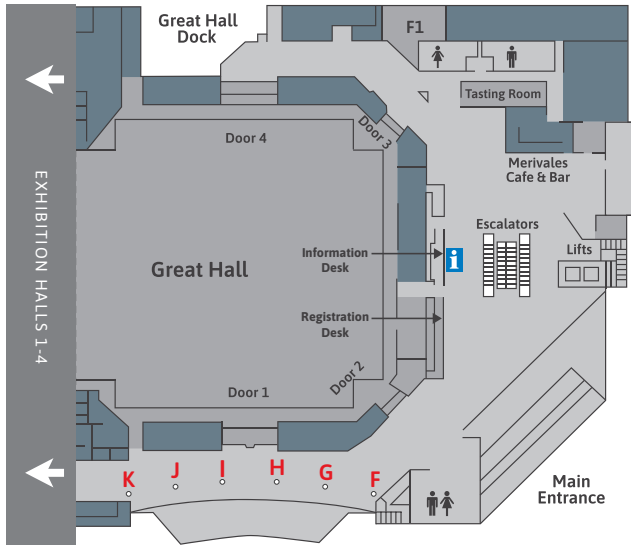 Great Hall
Dock
F1
Tasting Room
Door 4
Door 3
Merivales
Cafe & Bar
EXHIBITION HALLS 1-4
Escalators
Information
Desk
i
Lifts
Great Hall
Registration
Desk
Door 2
Door 1
K
J
I
H
G
F
Main
Entrance